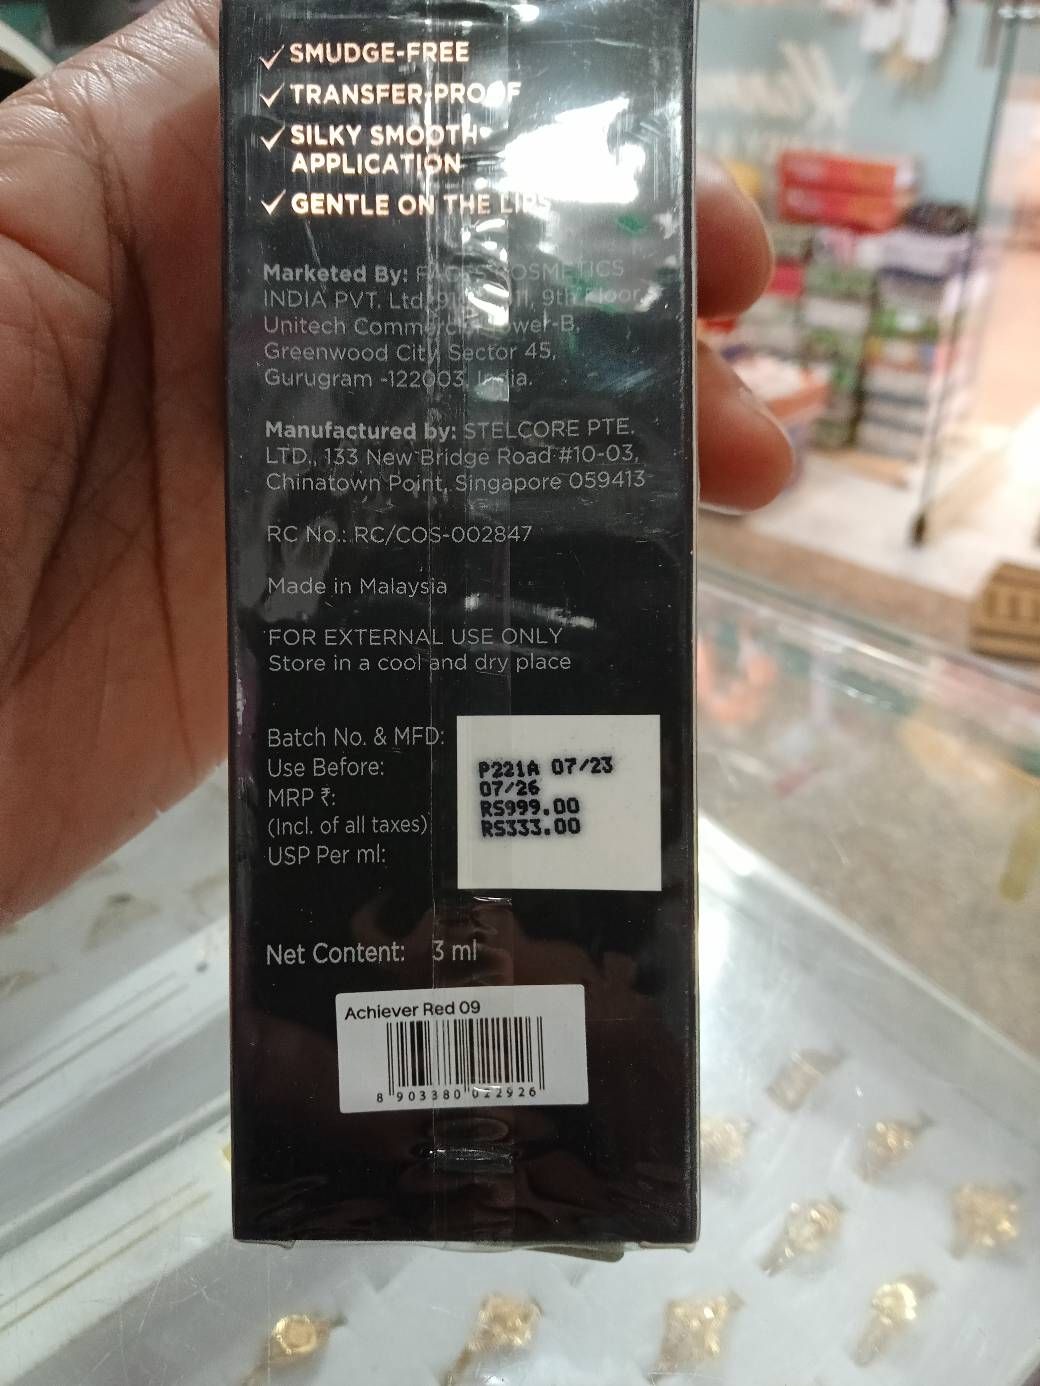 SMUDGE-FREE
TRANSFER-PROOF
SILKY SMOOTH
APPLICATION
GENTLE ON THE LIPS
Marketed By: FACES COSMETICS
INDIA PVT. Ltd 9th Floor,
Unitech Commercial Tower-B,
Greenwood City, Sector 45,
Gurugram -122003, India.
Manufactured by: STELCORE PTE.
LTD., 133 New Bridge Road #10-03,
Chinatown Point, Singapore 059413
RC No.: RC/COS-002847
Made in Malaysia
FOR EXTERNAL USE ONLY
Store in a cool and dry place
Batch No. & MFD:
Use Before:
MRP ₹:
(Incl. of all taxes)
USP Per ml:
P221A 07/23
07/26
RS999.00
RS333.00
Net Content: 3 ml
Achiever Red 09
8 903380 022926